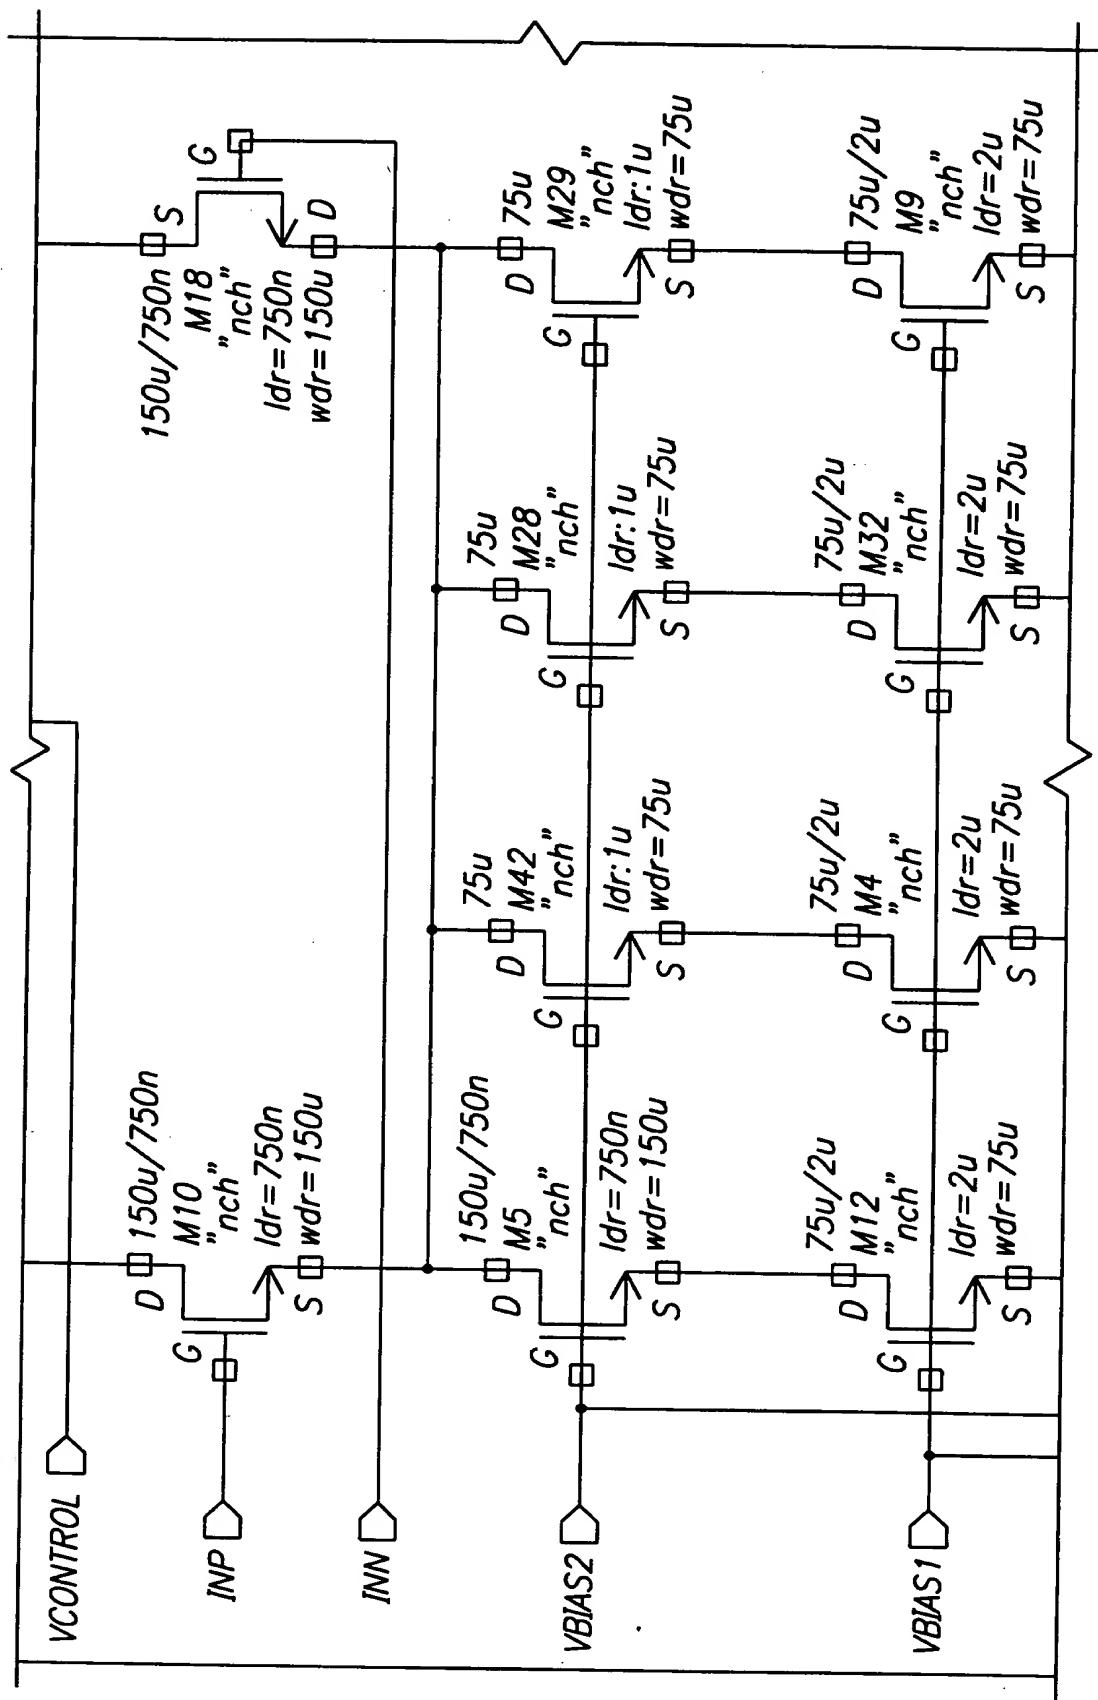 VCONTROL
INP
INN
VBIAS2
VBIAS1
D
150u/750n
M10
"nch"
G
ldr=750n
wdr=150u
S
150u/750n
S
M18
"nch"
G
ldr=750n
wdr=150u
D
D
150u/750n
M5
"nch"
G
ldr=750n
wdr=150u
S
D
75u
M42
"nch"
G
ldr:1u
wdr=75u
S
D
75u
M28
"nch"
G
ldr:1u
wdr=75u
S
D
75u
M29
"nch"
G
ldr:1u
wdr=75u
S
D
75u/2u
M12
"nch"
G
ldr=2u
wdr=75u
S
D
75u/2u
M4
"nch"
G
ldr=2u
wdr=75u
S
D
75u/2u
M32
"nch"
G
ldr=2u
wdr=75u
S
D
75u/2u
M9
"nch"
G
ldr=2u
wdr=75u
S